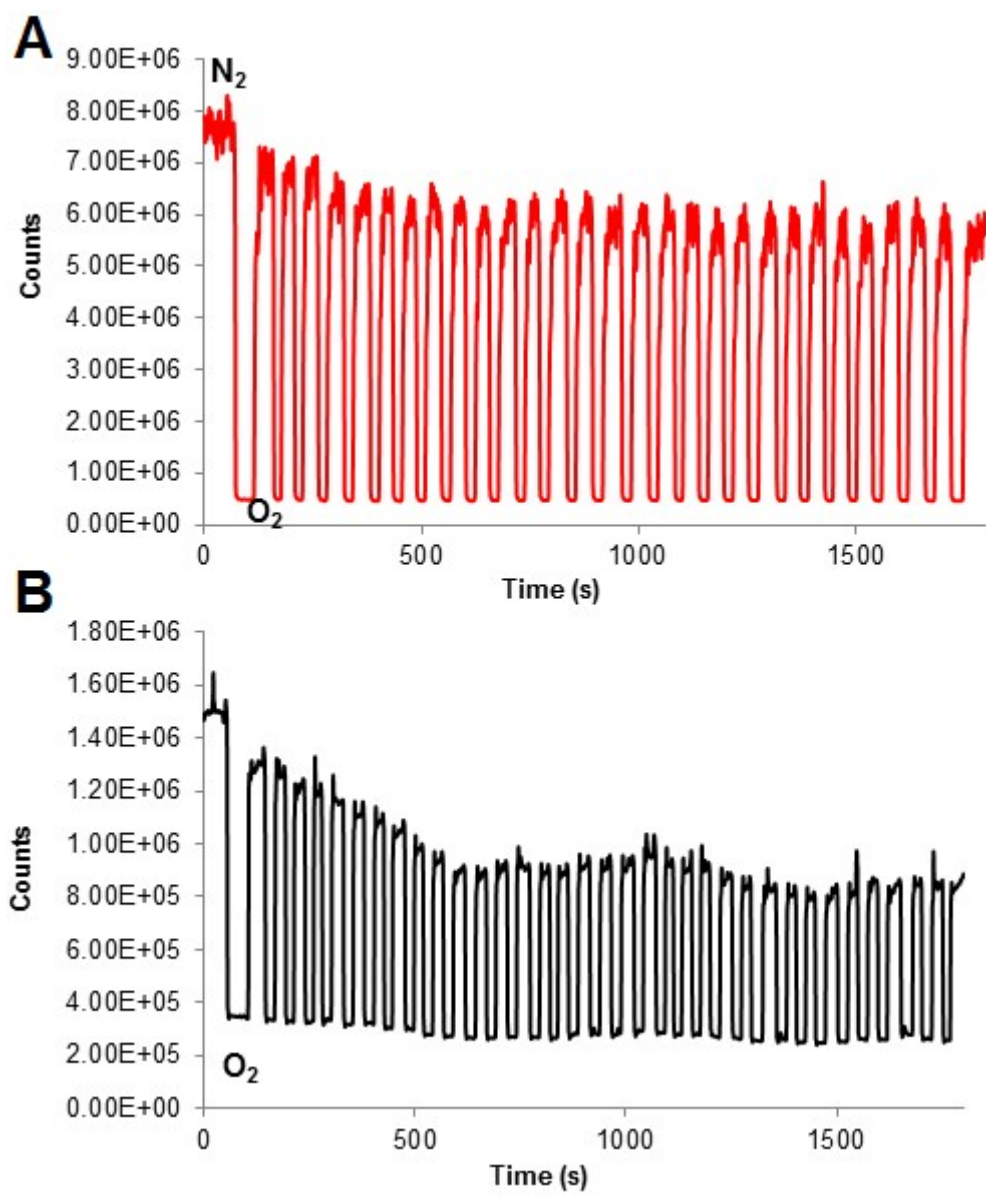 A
9.00E+06
N₂
8.00E+06
7.00E+06
6.00E+06
5.00E+06
4.00E+06
3.00E+06
2.00E+06
1.00E+06
0.00E+00
Counts
O₂
0 500 1000 1500
Time (s)
B
1.80E+06
1.60E+06
1.40E+06
1.20E+06
1.00E+06
8.00E+05
6.00E+05
4.00E+05
2.00E+05
0.00E+00
Counts
O₂
0 500 1000 1500
Time (s)